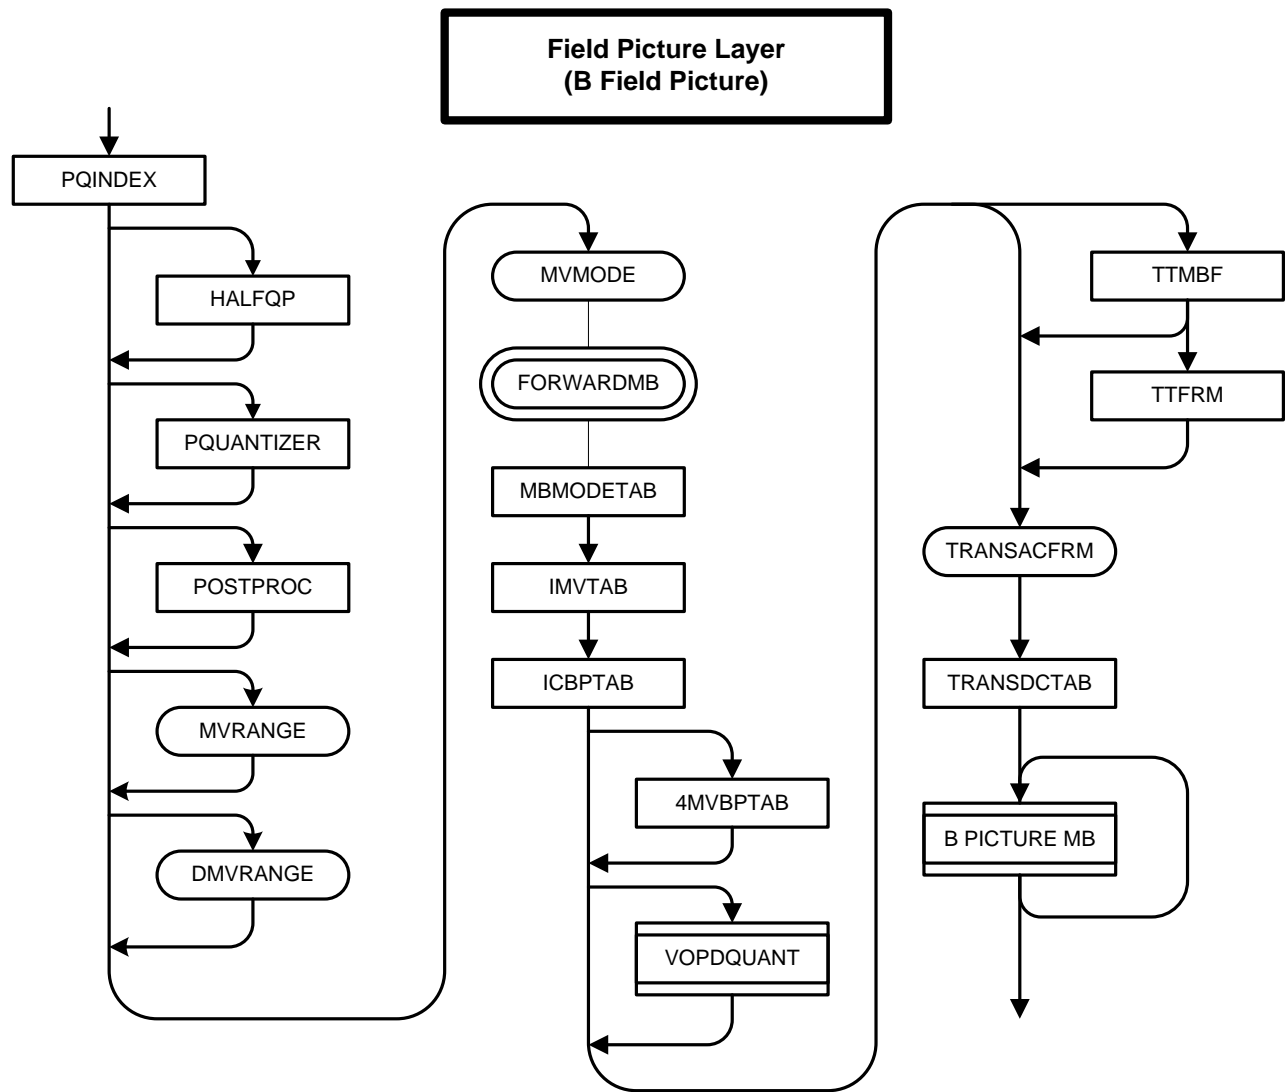 Field Picture Layer
(B Field Picture)
PQINDEX
HALFQP
PQUANTIZER
POSTPROC
MVRANGE
DMVRANGE
MVMODE
FORWARDMB
MBMODETAB
IMVTAB
ICBPTAB
4MVBPTAB
VOPDQUANT
TTMBF
TTFRM
TRANSACFRM
TRANSDCTAB
B PICTURE MB